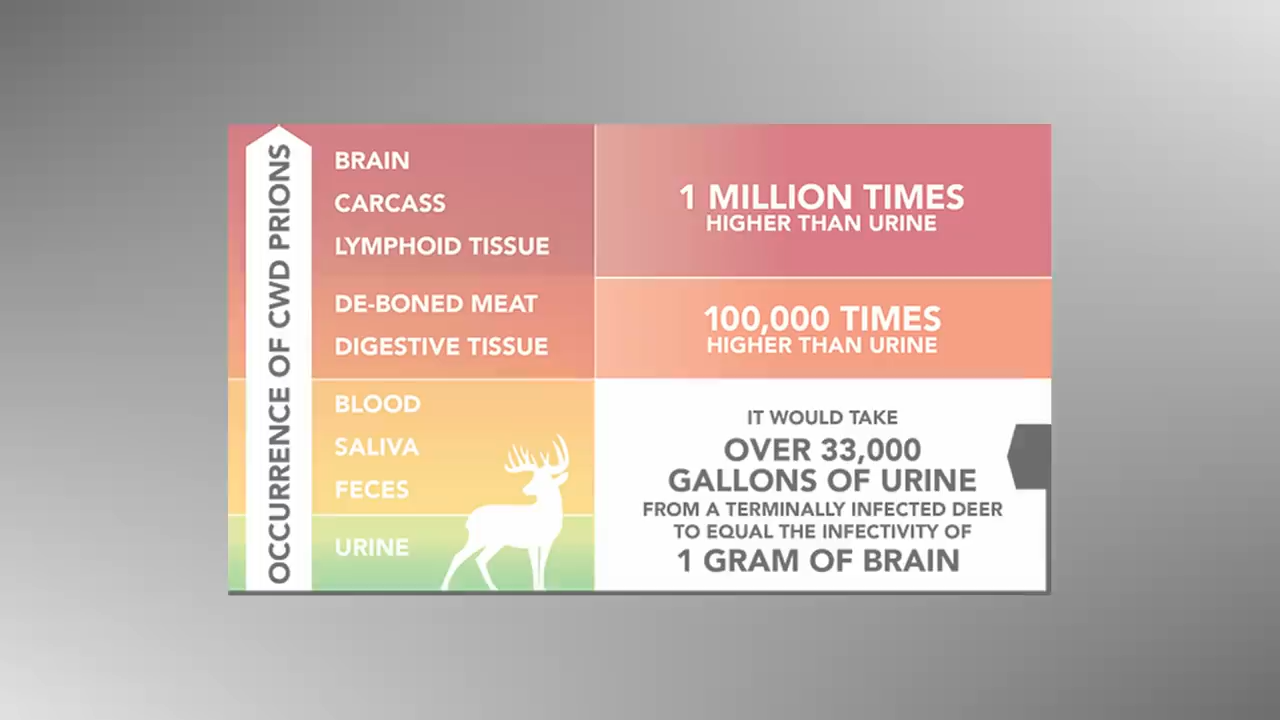 OCCURRENCE OF CWD PRIONS
BRAIN
CARCASS
LYMPHOID TISSUE
DE-BONED MEAT
DIGESTIVE TISSUE
BLOOD
SALIVA
FECES
URINE
1 MILLION TIMES
HIGHER THAN URINE
100,000 TIMES
HIGHER THAN URINE
IT WOULD TAKE
OVER 33,000
GALLONS OF URINE
FROM A TERMINALLY INFECTED DEER
TO EQUAL THE INFECTIVITY OF
1 GRAM OF BRAIN